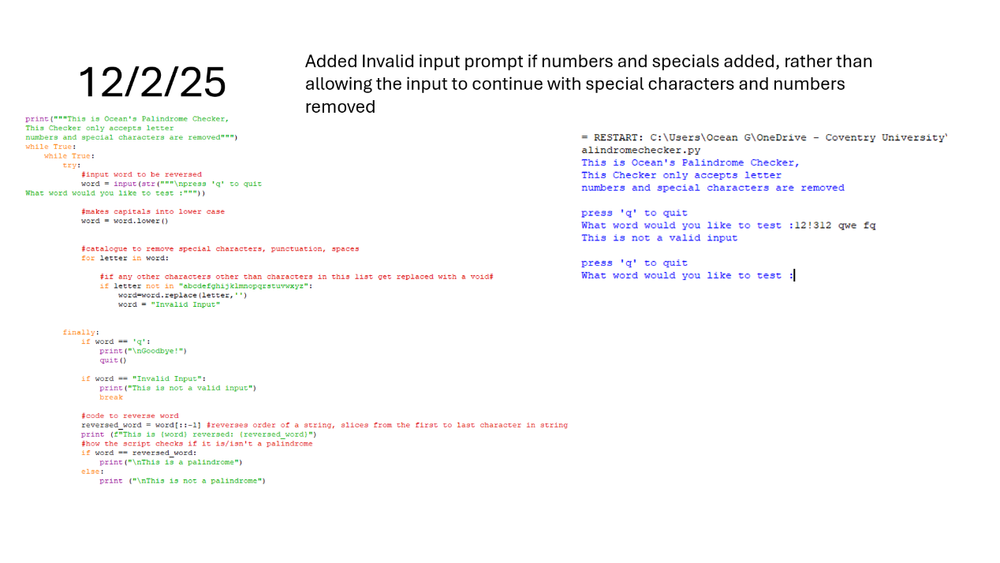 12/2/25
Added Invalid input prompt if numbers and specials added, rather than
allowing the input to continue with special characters and numbers
removed
print("""This is Ocean's Palindrome Checker,
This Checker only accepts letter
numbers and special characters are removed""")
while True:
    while True:
        try:
            #input word to be reversed
            word = input(str("""\npress 'q' to quit
What word would you like to test :"""))
            #makes capitals into lower case
            word = word.lower()
            #catalogue to remove special characters, punctuation, spaces
            for letter in word:
                #if any other characters other than characters in this list get replaced with a void#
                if letter not in "abcdefghijklmnopqrstuvwxyz":
                    word=word.replace(letter,'')
                    word = "Invalid Input"
        finally:
            if word == 'q':
                print("\nGoodbye!")
                quit()
            if word == "Invalid Input":
                print("This is not a valid input")
                break
            #code to reverse word
            reversed_word = word[::-1] #reverses order of a string, slices from the first to last character in string
            print (f"This is {word} reversed: {reversed_word}")
            #how the script checks if it is/isn't a palindrome
            if word == reversed_word:
                print("\nThis is a palindrome")
            else:
                print ("\nThis is not a palindrome")
= RESTART: C:\Users\Ocean G\OneDrive - Coventry University\
alindromechecker.py
This is Ocean's Palindrome Checker,
This Checker only accepts letter
numbers and special characters are removed
press 'q' to quit
What word would you like to test :12!312 qwe fq
This is not a valid input
press 'q' to quit
What word would you like to test :